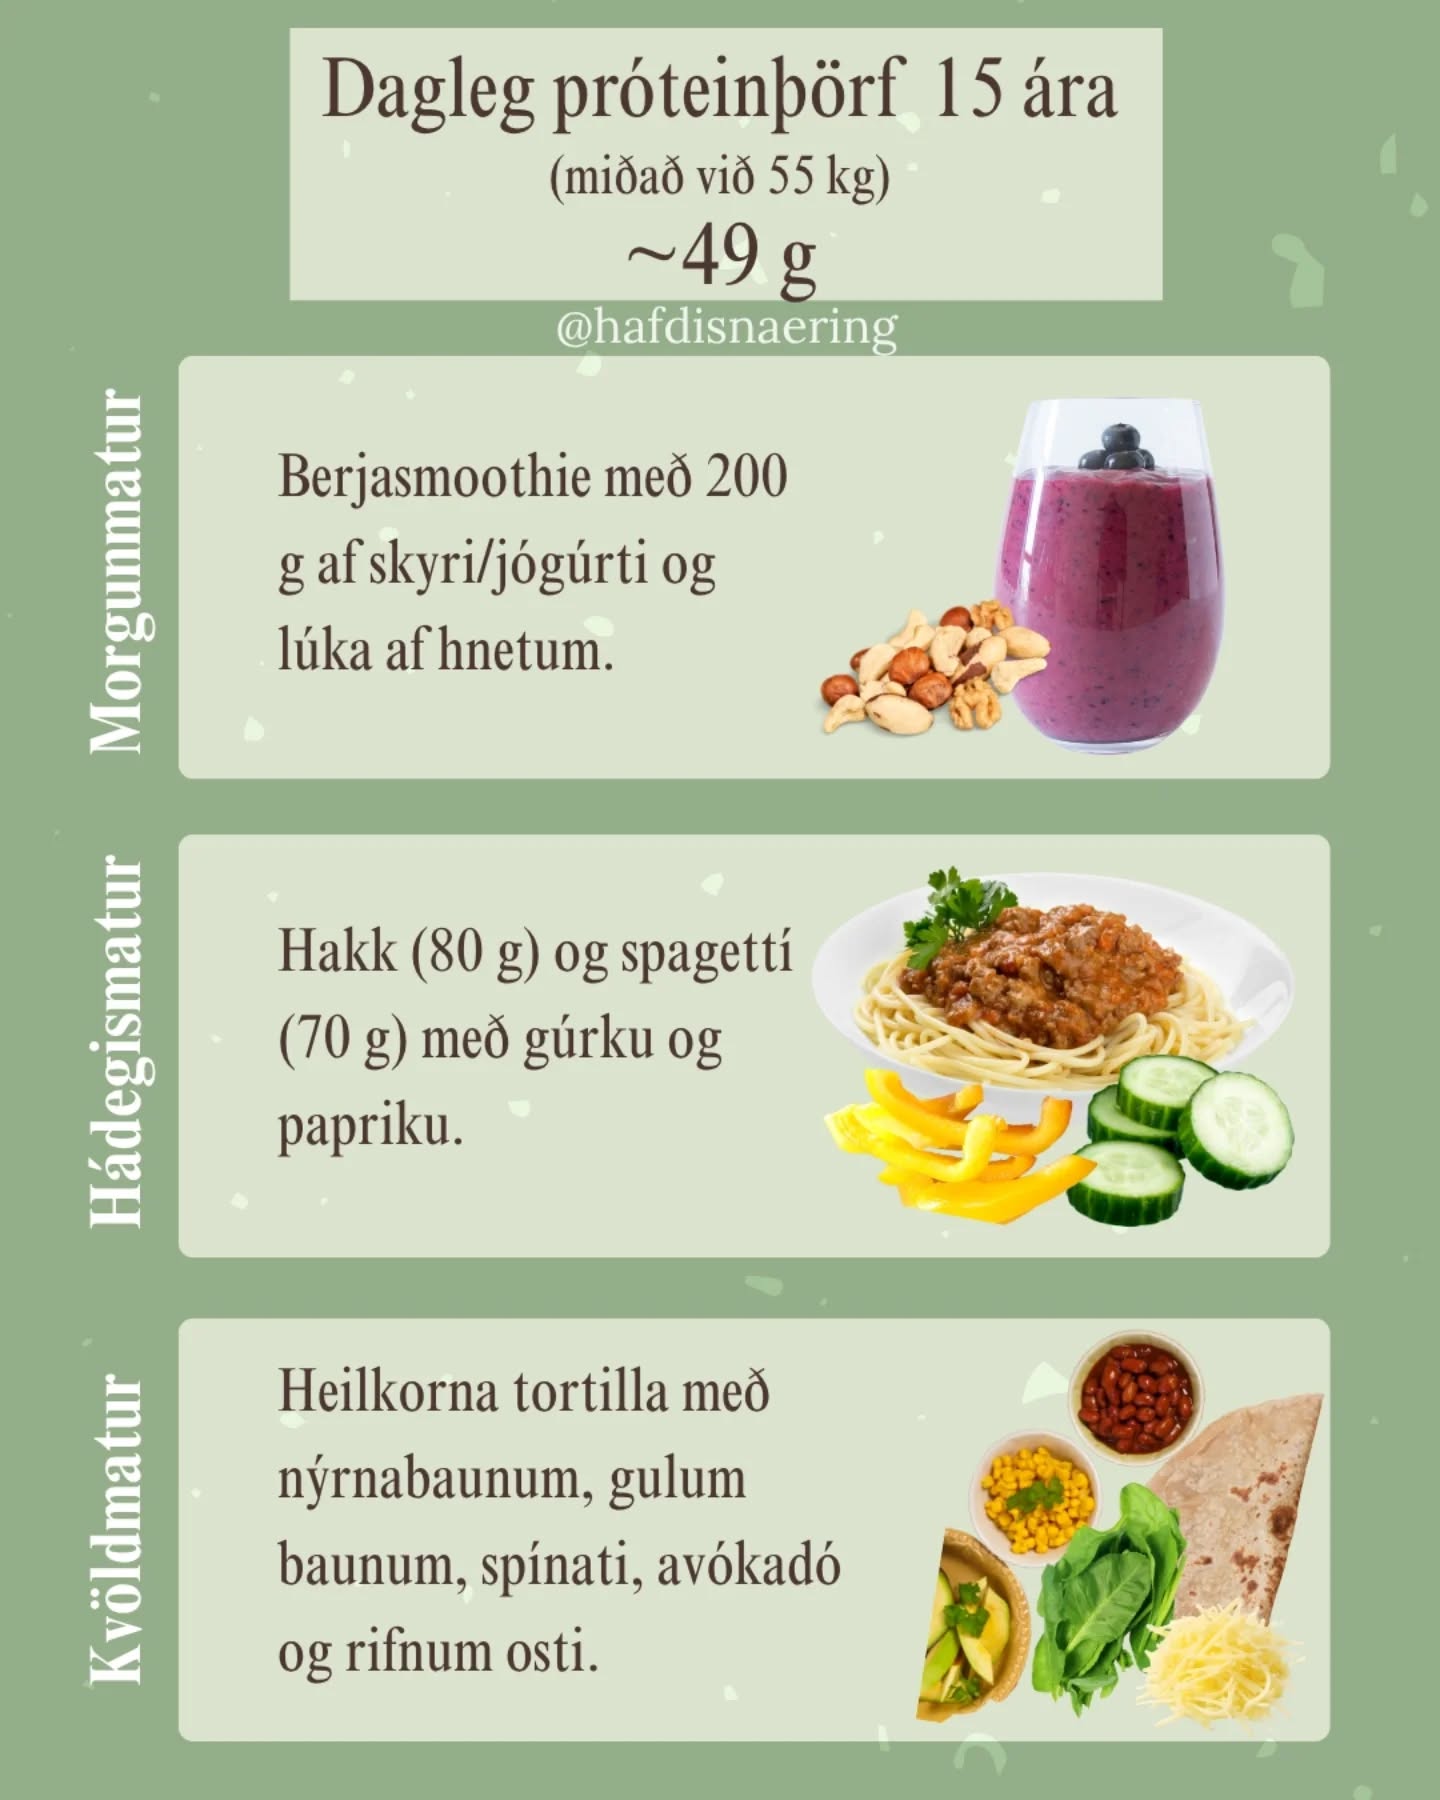 Dagleg próteinþörf 15 ára
(miðað við 55 kg)
~49 g
@hafdisnaering
Morgunmatur
Berjasmoothie með 200
g af skyri/jógúrti og
lúka af hnetum.
Hádegismatur
Hakk (80 g) og spagettí
(70 g) með gúrku og
papriku.
Kvöldmatur
Heilkorna tortilla með
nýrnabaunum, gulum
baunum, spínati, avókadó
og rifnum osti.